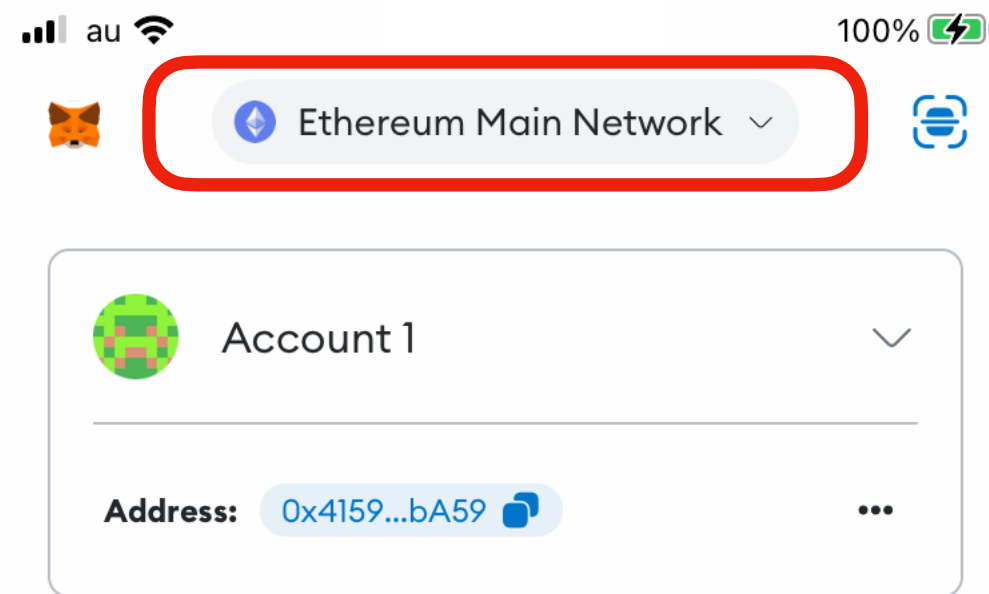 au 100%
Ethereum Main Network
Account 1
Address: 0x4159...bA59